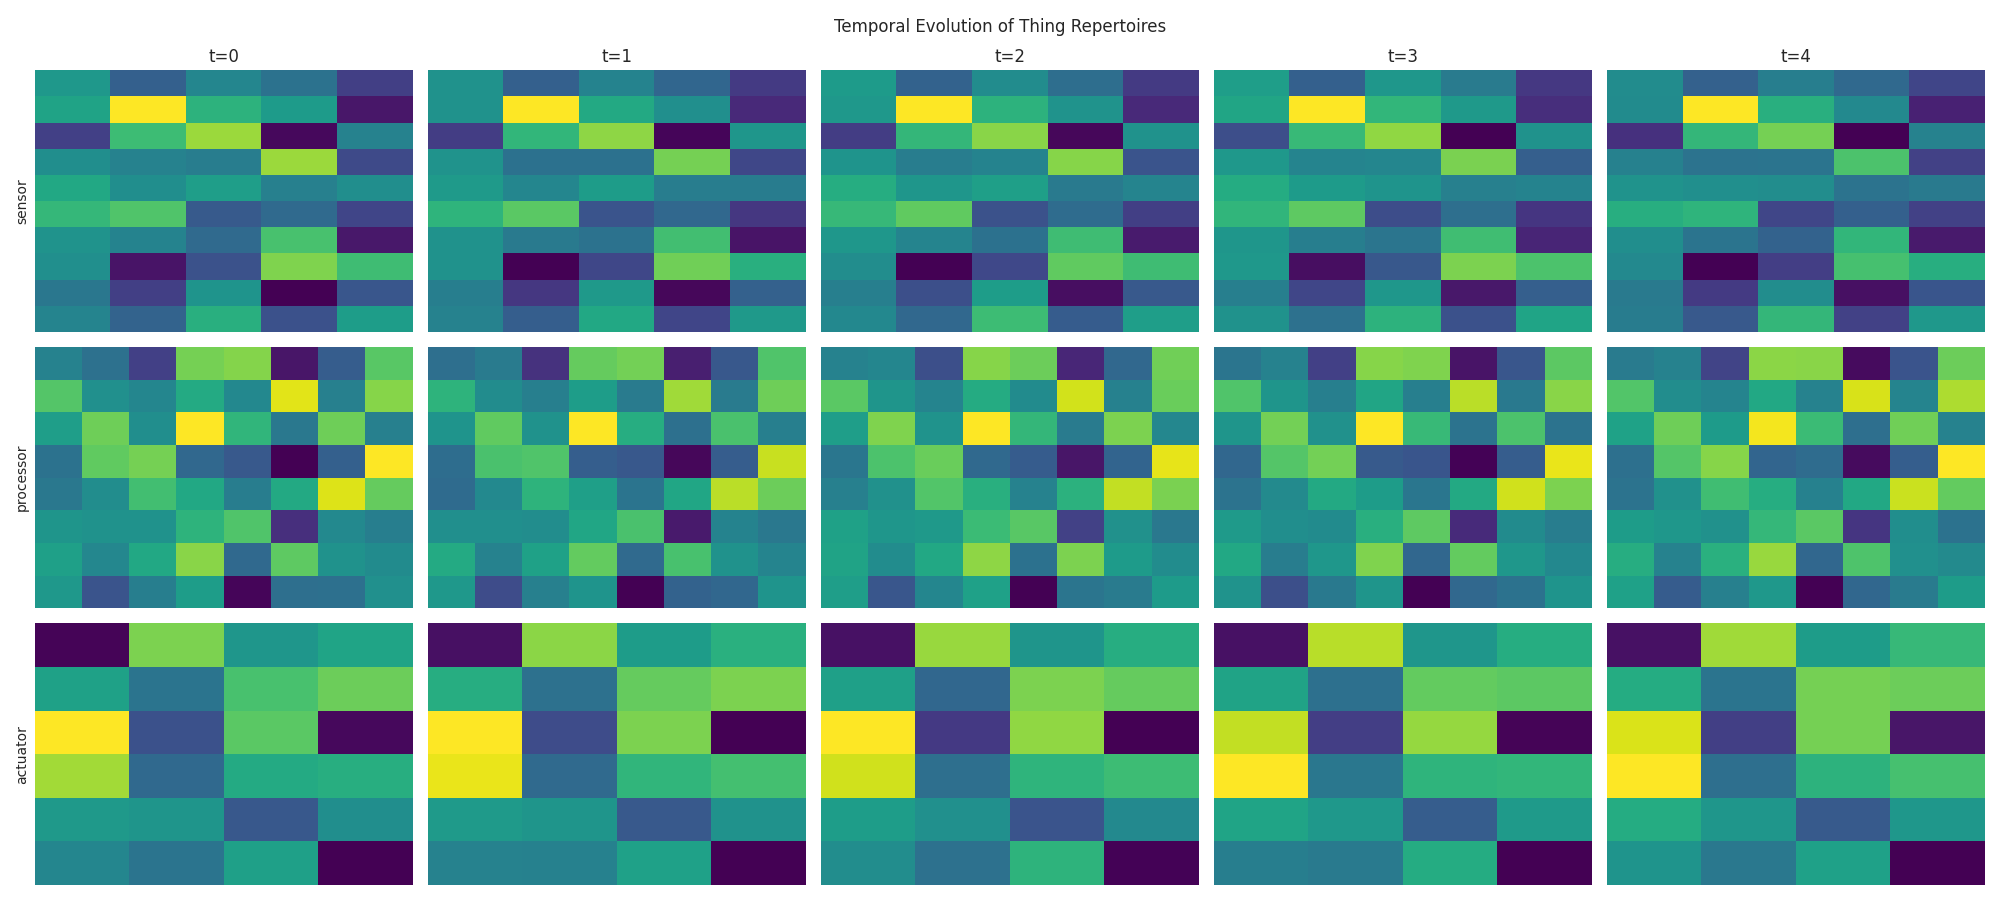 Temporal Evolution of Thing Repertoires
t=0 t=1 t=2 t=3 t=4
sensor
processor
actuator